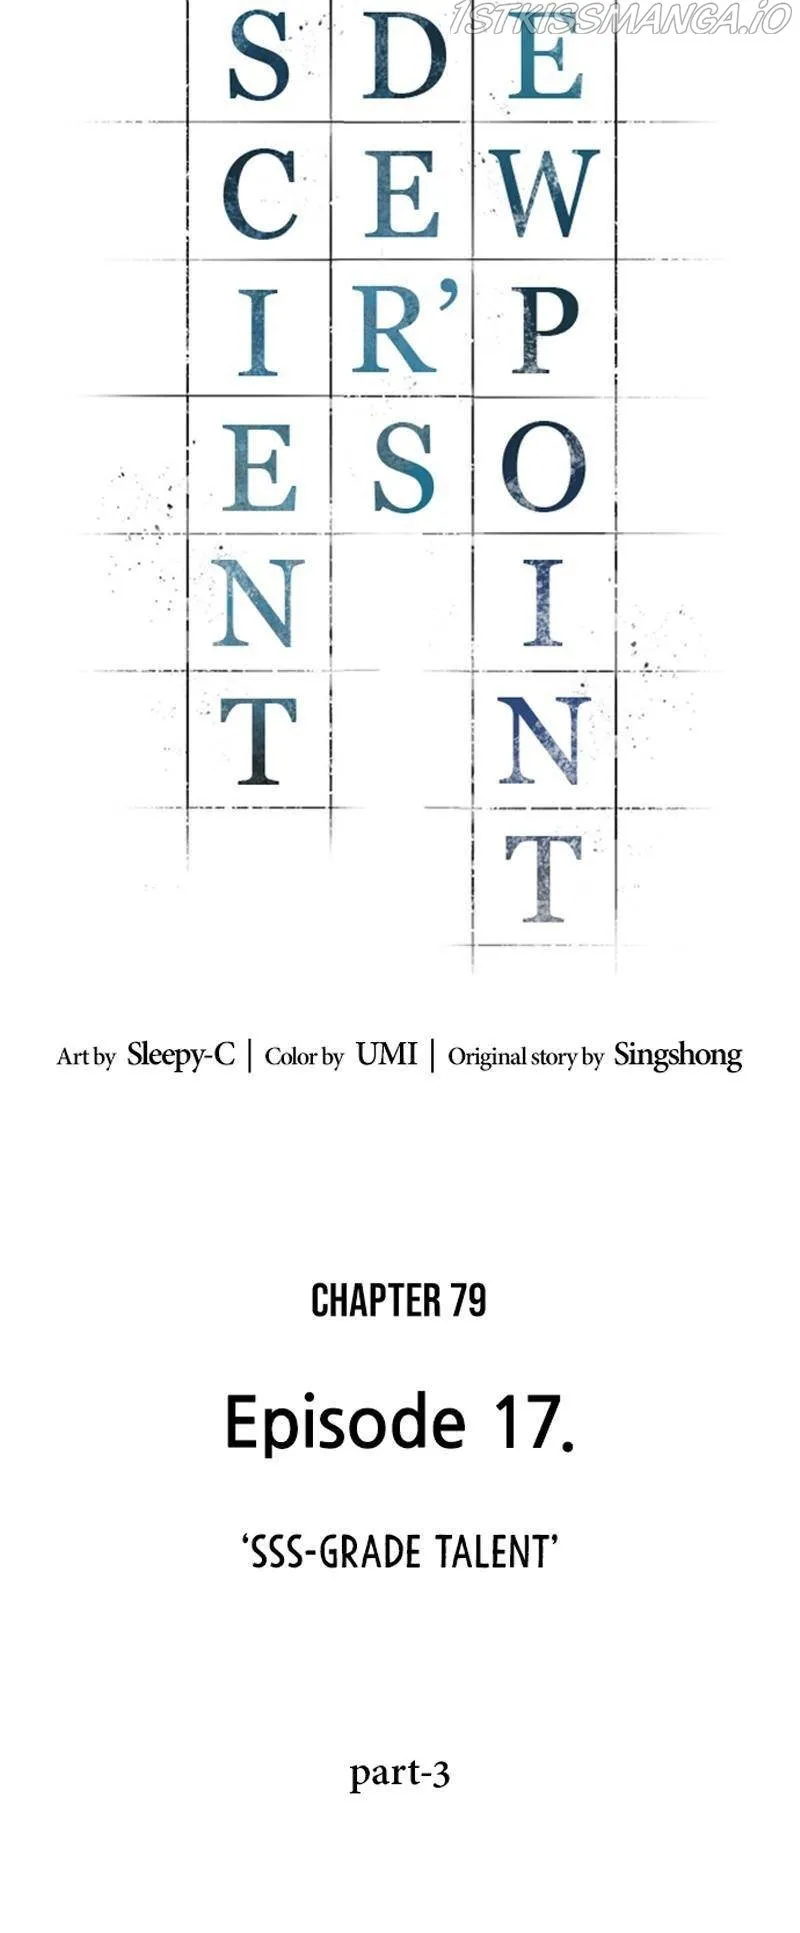 1STKISSMANGA.IO
S D E
C E W
I R' P
E S O
N I
T N
T
Art by Sleepy-C | Color by UMI | Original story by Singshong
CHAPTER 79
Episode 17.
‘SSS-GRADE TALENT’
part-3